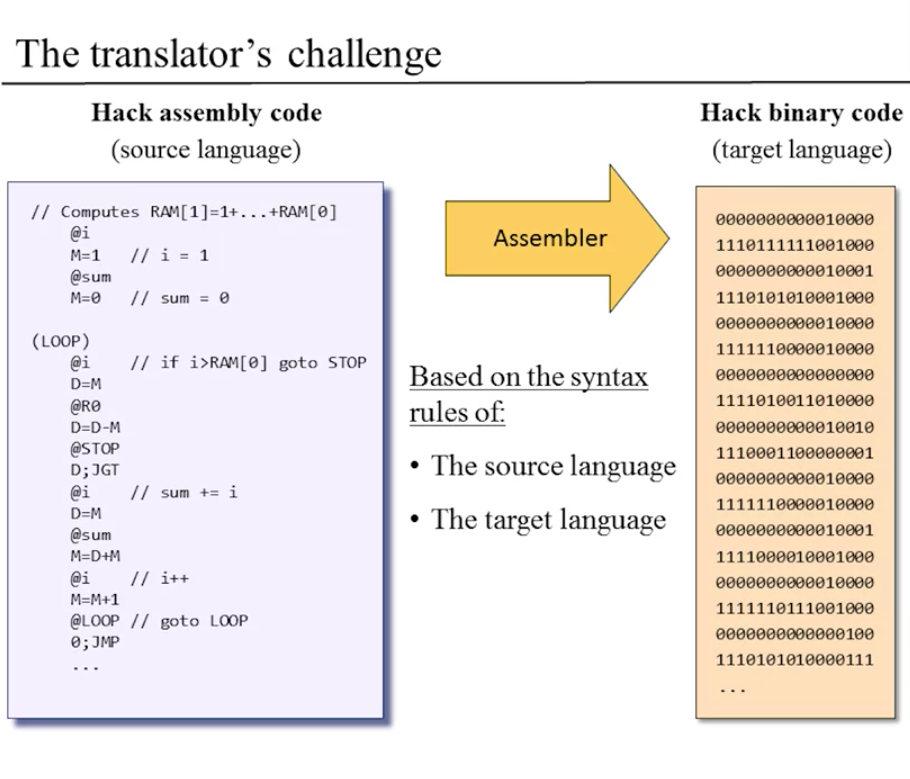 The translator's challenge
Hack assembly code
(source language)
// Computes RAM[1]=1+...+RAM[0]
@i
M=1 // i = 1
@sum
M=0 // sum = 0
(LOOP)
@i // if i>RAM[0] goto STOP
D=M
@R0
D=D-M
@STOP
D;JGT
@i // sum += i
D=M
@sum
M=D+M
@i // i++
M=M+1
@LOOP // goto LOOP
0;JMP
...
Assembler
Based on the syntax
rules of:
• The source language
• The target language
Hack binary code
(target language)
0000000000010000
1110111111001000
0000000000010001
1110101010001000
0000000000010000
1111110000010000
0000000000000000
1111010011010000
0000000000010010
1110001100000001
0000000000010000
1111110000010000
0000000000010001
1111000010001000
0000000000010000
1111110111001000
0000000000000100
1110101010000111
...